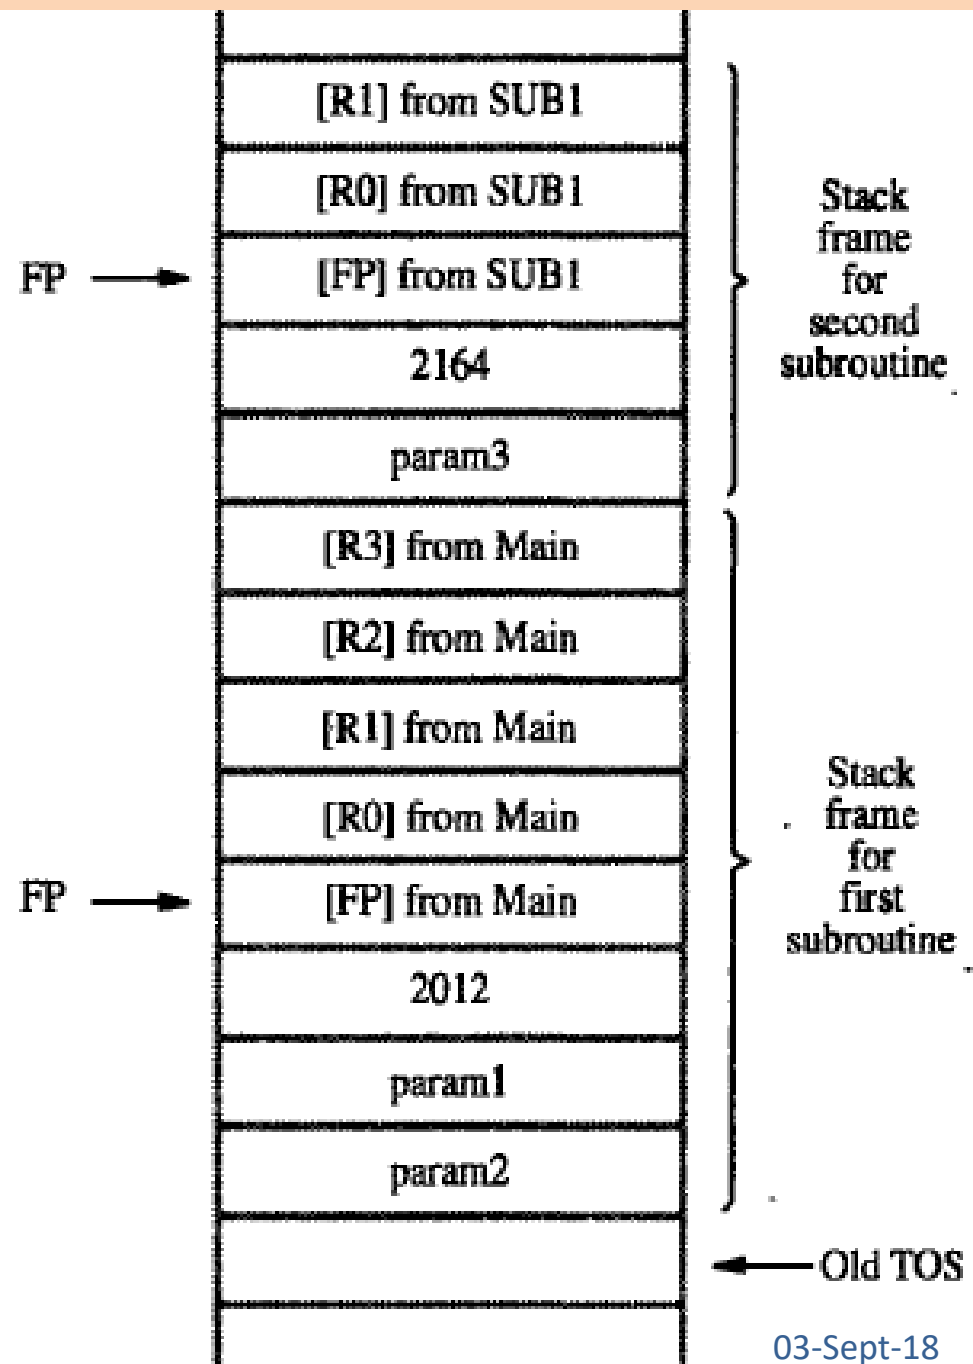 [R1] from SUB1
[R0] from SUB1
FP
[FP] from SUB1
2164
param3
Stack
frame
for
second
subroutine
[R3] from Main
[R2] from Main
[R1] from Main
[R0] from Main
FP
[FP] from Main
2012
param1
param2
Stack
frame
for
first
subroutine
Old TOS
03-Sept-18